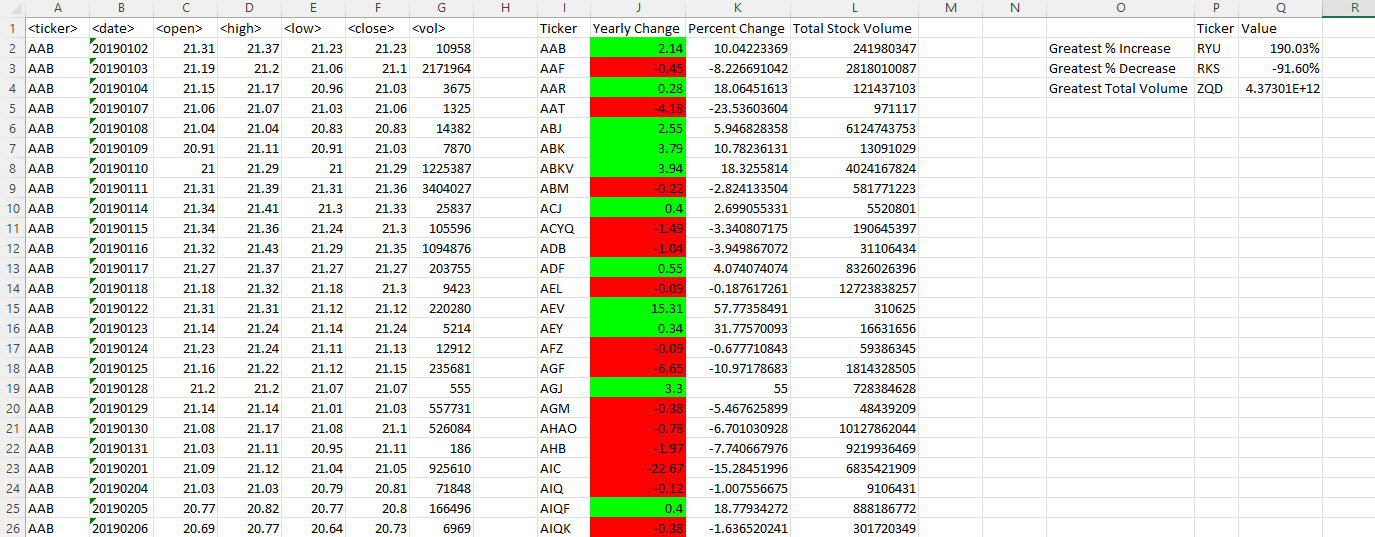 A B C D E F G H I J K L M N O P Q R
1 <ticker> <date> <open> <high> <low> <close> <vol> Ticker Yearly Change Percent Change Total Stock Volume Ticker Value
2 AAB 20190102 21.31 21.37 21.23 21.23 10958 AAB 2.14 10.04223369 241980347 Greatest % Increase RYU 190.03%
3 AAB 20190103 21.19 21.2 21.06 21.1 2171964 AAF -0.45 -8.226691042 2818010087 Greatest % Decrease RKS -91.60%
4 AAB 20190104 21.15 21.17 20.96 21.03 3675 AAR 0.28 18.06451613 121437103 Greatest Total Volume ZQD 4.37301E+12
5 AAB 20190107 21.06 21.07 21.03 21.06 1325 AAT -4.18 -23.53603604 971117
6 AAB 20190108 21.04 21.04 20.83 20.83 14382 ABJ 2.55 5.946828358 6124743753
7 AAB 20190109 20.91 21.11 20.91 21.03 7870 ABK 3.79 10.78236131 13091029
8 AAB 20190110 21 21.29 21 21.29 1225387 ABKV 3.94 18.3255814 4024167824
9 AAB 20190111 21.31 21.39 21.31 21.36 3404027 ABM -0.22 -2.824133504 581771223
10 AAB 20190114 21.34 21.41 21.3 21.33 25837 ACJ 0.4 2.699055331 5520801
11 AAB 20190115 21.34 21.36 21.24 21.3 105596 ACYQ -1.49 -3.340807175 190645397
12 AAB 20190116 21.32 21.43 21.29 21.35 1094876 ADB -1.04 -3.949867072 31106434
13 AAB 20190117 21.27 21.37 21.27 21.27 203755 ADF 0.55 4.074074074 8326026396
14 AAB 20190118 21.18 21.32 21.18 21.3 9423 AEL -0.09 -0.187617261 12723838257
15 AAB 20190122 21.31 21.31 21.12 21.12 220280 AEV 15.31 57.77358491 310625
16 AAB 20190123 21.14 21.24 21.14 21.24 5214 AEY 0.34 31.77570093 16631656
17 AAB 20190124 21.23 21.24 21.11 21.13 12912 AFZ -0.09 -0.677710843 59386345
18 AAB 20190125 21.16 21.22 21.12 21.15 235681 AGF -6.65 -10.97178683 1814328505
19 AAB 20190128 21.2 21.2 21.07 21.07 555 AGJ 3.3 55 728384628
20 AAB 20190129 21.14 21.14 21.01 21.03 557731 AGM -0.38 -5.467625899 48439209
21 AAB 20190130 21.08 21.17 21.08 21.1 526084 AHAO -0.78 -6.701030928 10127862044
22 AAB 20190131 21.03 21.11 20.95 21.11 186 AHB -1.97 -7.740667976 9219936469
23 AAB 20190201 21.09 21.12 21.04 21.05 925610 AIC -22.67 -15.28451996 6835421909
24 AAB 20190204 21.03 21.03 20.79 20.81 71848 AIQ -0.12 -1.007556675 9106431
25 AAB 20190205 20.77 20.82 20.77 20.8 166496 AIQF 0.4 18.77934272 888186772
26 AAB 20190206 20.69 20.77 20.64 20.73 6969 AIQK -0.38 -1.636520241 301720349